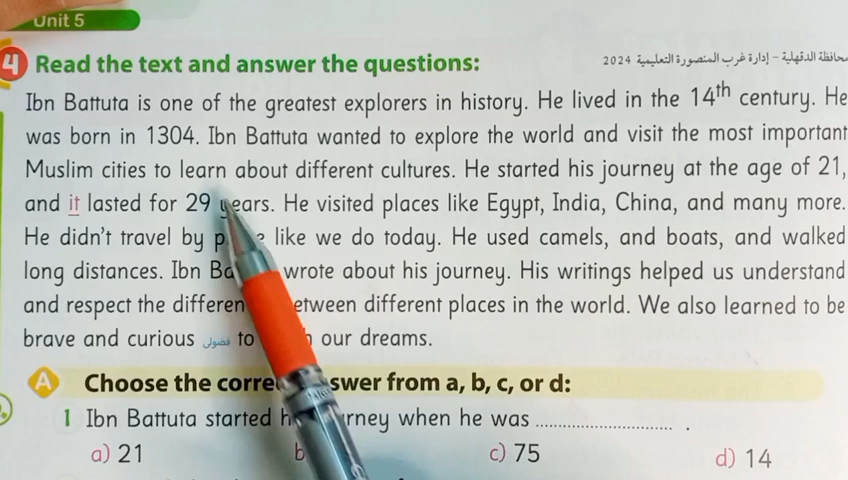 Unit 5
4 Read the text and answer the questions:
محافظة الدقهلية - إدارة غرب المنصورة التعليمية 2024
Ibn Battuta is one of the greatest explorers in history. He lived in the 14th century. He
was born in 1304. Ibn Battuta wanted to explore the world and visit the most important
Muslim cities to learn about different cultures. He started his journey at the age of 21,
and it lasted for 29 years. He visited places like Egypt, India, China, and many more.
He didn't travel by like we do today. He used camels, and boats, and walked
long distances. Ibn wrote about his journey. His writings helped us understand
and respect the between different places in the world. We also learned to be
brave and curious فضولى to our dreams.
A Choose the correct answer from a, b, c, or d:
1 Ibn Battuta started his journey when he was .......................... .
a) 21 b c) 75 d) 14